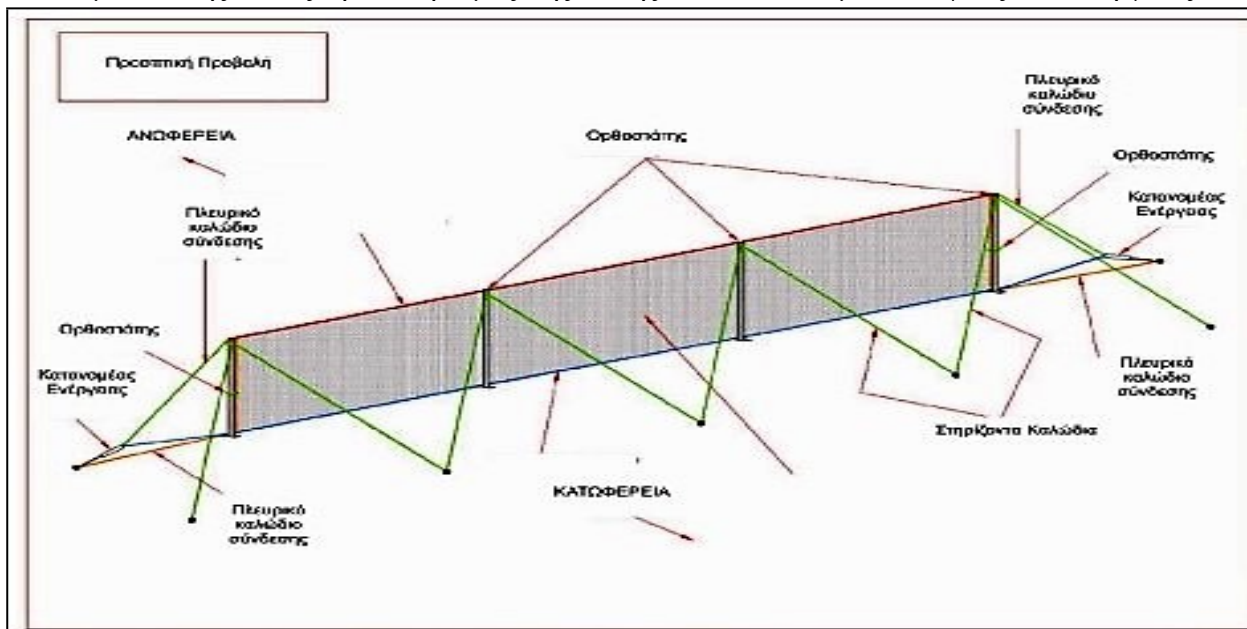 Προοπτική Προβολή
ΑΝΩΦΕΡΕΙΑ
Πλευρικό
καλώδιο
σύνδεσης
Ορθοστάτης
Πλευρικό
καλώδιο
σύνδεσης
Ορθοστάτης
Κατανομέας
Ενέργειας
Ορθοστάτης
Κατανομέας
Ενέργειας
Πλευρικό
καλώδιο
σύνδεσης
Στηρίζοντα Καλώδια
ΚΑΤΩΦΕΡΕΙΑ
Πλευρικό
καλώδιο
σύνδεσης